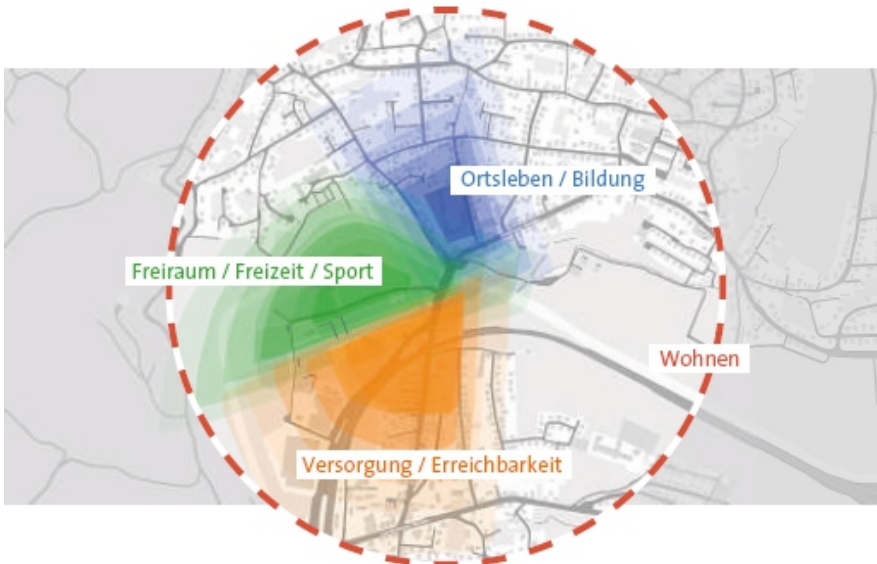 Ortsleben / Bildung
Freiraum / Freizeit / Sport
Wohnen
Versorgung / Erreichbarkeit